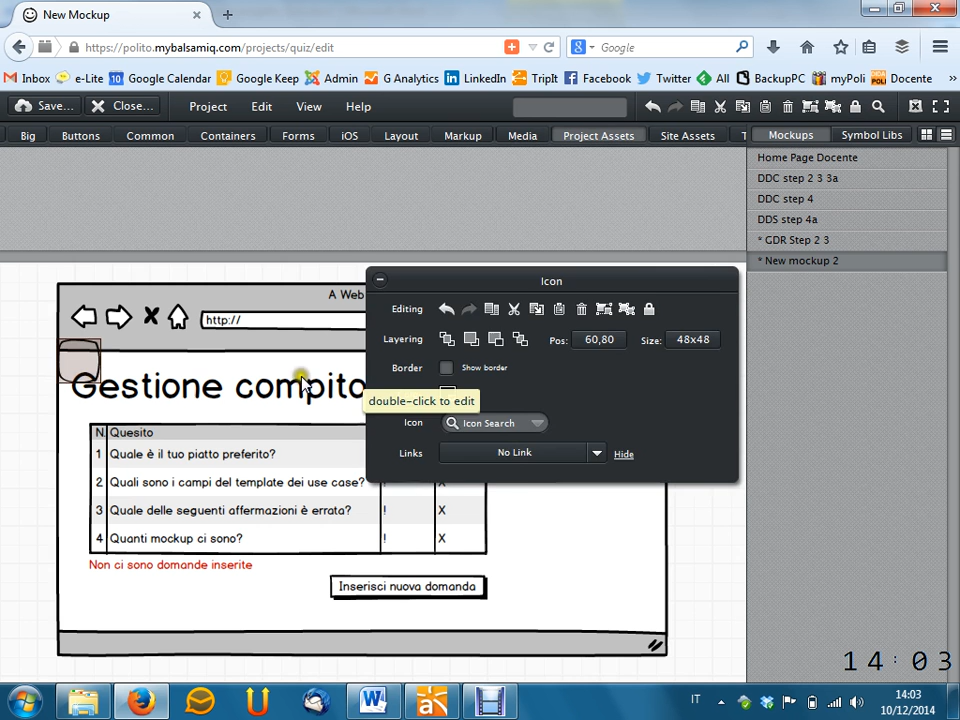 New Mockup
https://polito.mybalsamiq.com/projects/quiz/edit
Google
Inbox
e-Lite
Google Calendar
Google Keep
Admin
G Analytics
LinkedIn
TripIt
Facebook
Twitter
All
BackupPC
myPoli
Docente
Save...
Close...
Project
Edit
View
Help
Big
Buttons
Common
Containers
Forms
iOS
Layout
Markup
Media
Project Assets
Site Assets
T
Mockups
Symbol Libs
Home Page Docente
DDC step 2 3 3a
DDC step 4
DDS step 4a
* GDR Step 2 3
* New mockup 2
A Web
http://
Gestione compito
N. Quesito
1 Quale è il tuo piatto preferito?
2 Quali sono i campi del template dei use case? ! X
3 Quale delle seguenti affermazioni è errata? ! X
4 Quanti mockup ci sono? ! X
Non ci sono domande inserite
Inserisci nuova domanda
Icon
Editing
Layering
Pos: 60,80
Size: 48x48
Border
Show border
double-click to edit
Icon
Icon Search
Links
No Link
Hide
14:03
IT
14:03
10/12/2014